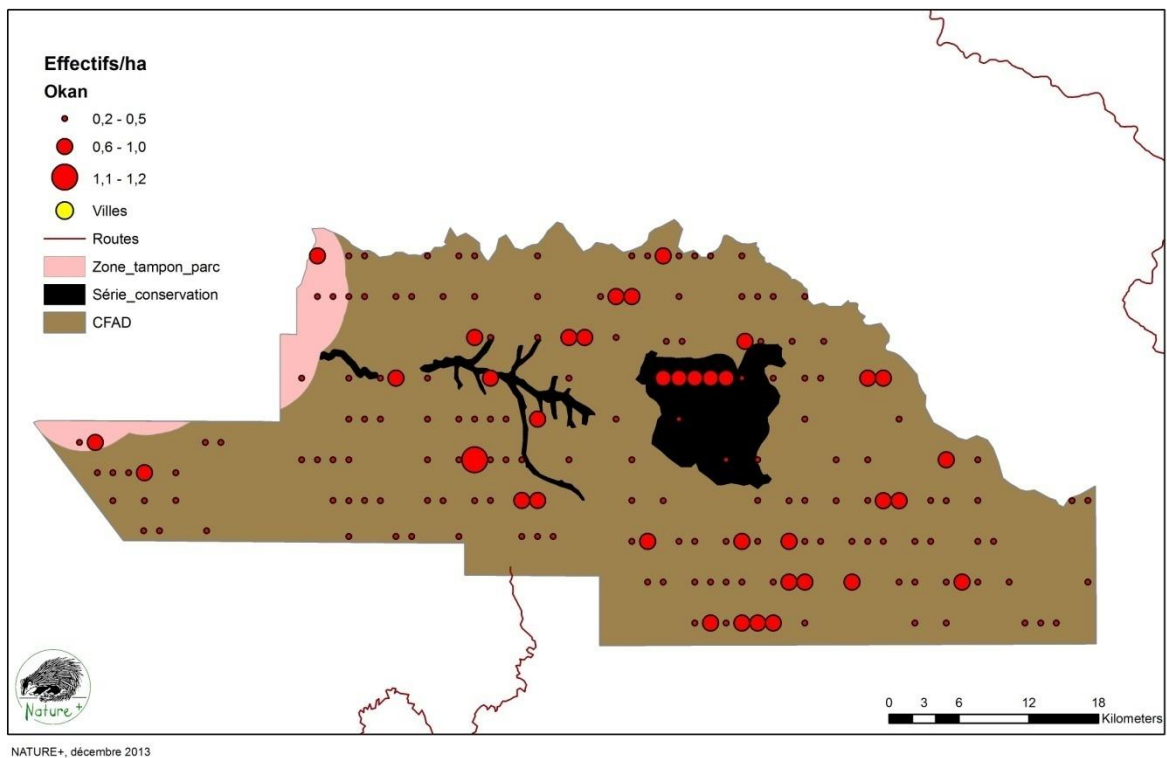 Effectifs/ha
Okan
0,2 - 0,5
0,6 - 1,0
1,1 - 1,2
Villes
Routes
Zone_tampon_parc
Série_conservation
CFAD
Nature +
0 3 6 12 18
Kilometers
NATURE+, décembre 2013